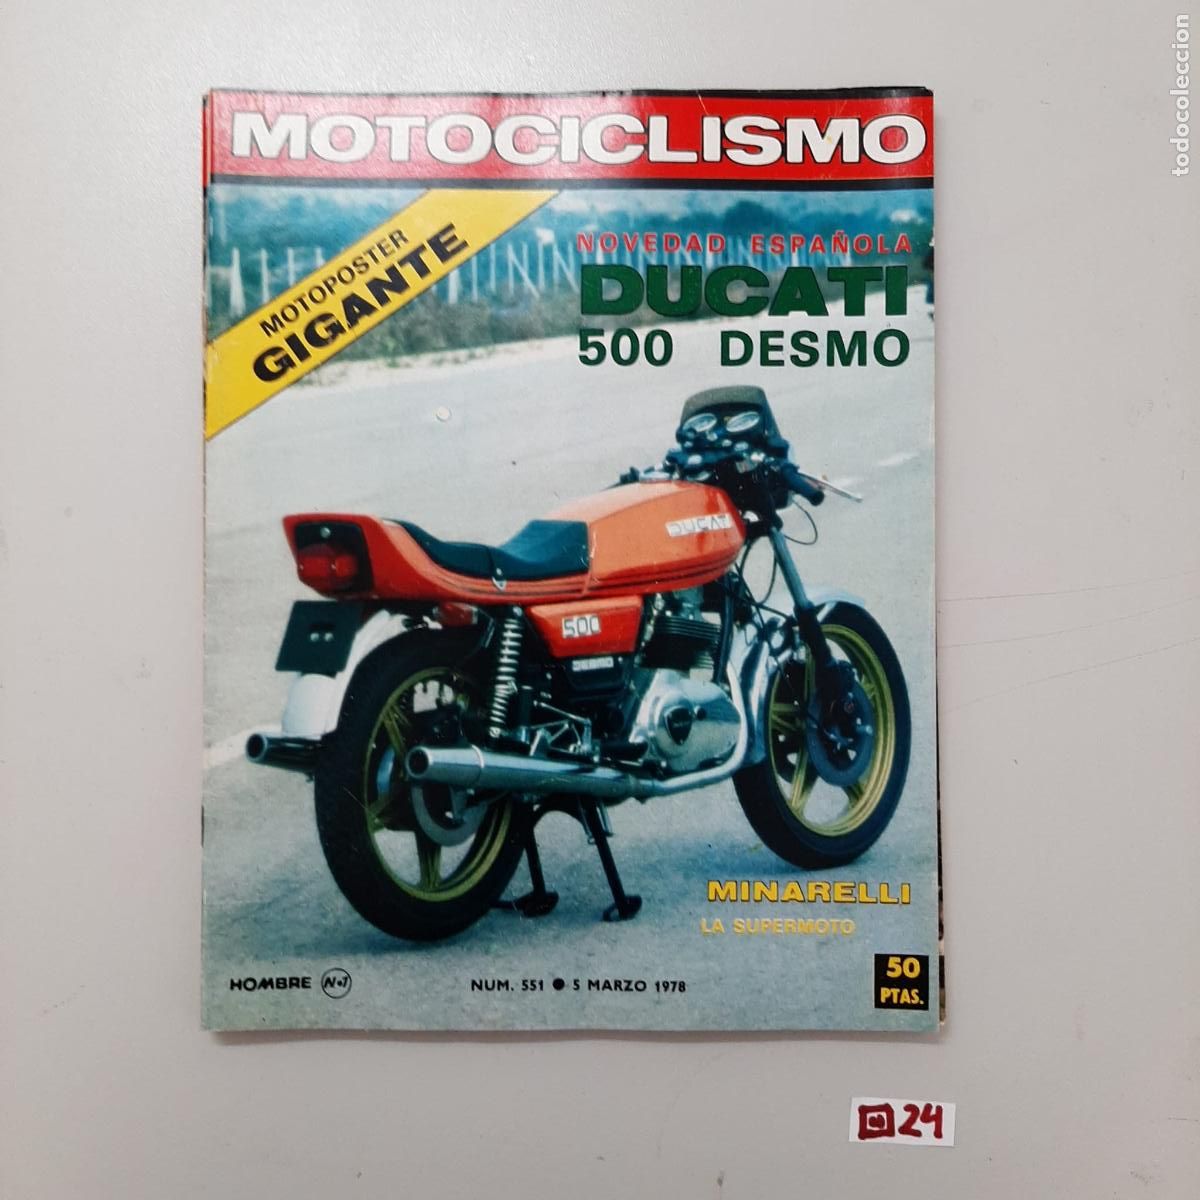 MOTOCICLISMO
MOTOPOSTER
GIGANTE
NOVEDAD ESPAÑOLA
DUCATI
500 DESMO
DUCATI
500
DESMO
MINARELLI
LA SUPERMOTO
50
PTAS.
HOMBRE Nº1
NUM. 551 ● 5 MARZO 1978
24
todocoleccion